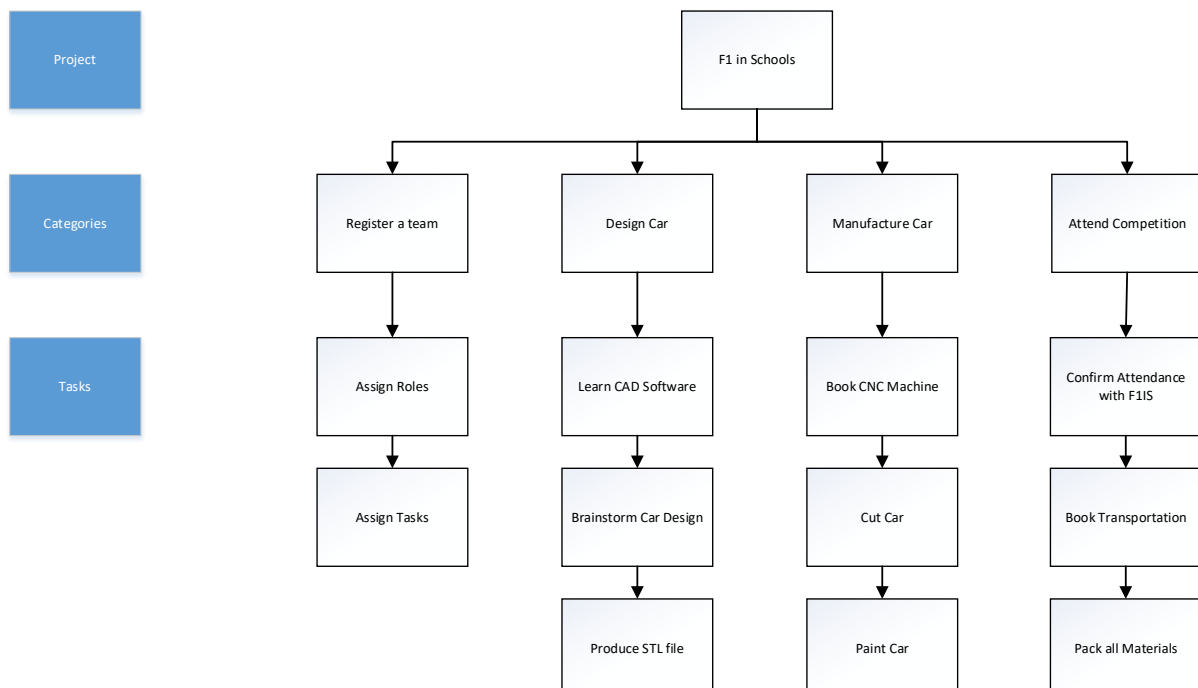 Project
F1 in Schools
Categories
Register a team
Design Car
Manufacture Car
Attend Competition
Tasks
Assign Roles
Learn CAD Software
Book CNC Machine
Confirm Attendance
with F1IS
Assign Tasks
Brainstorm Car Design
Cut Car
Book Transportation
Produce STL file
Paint Car
Pack all Materials